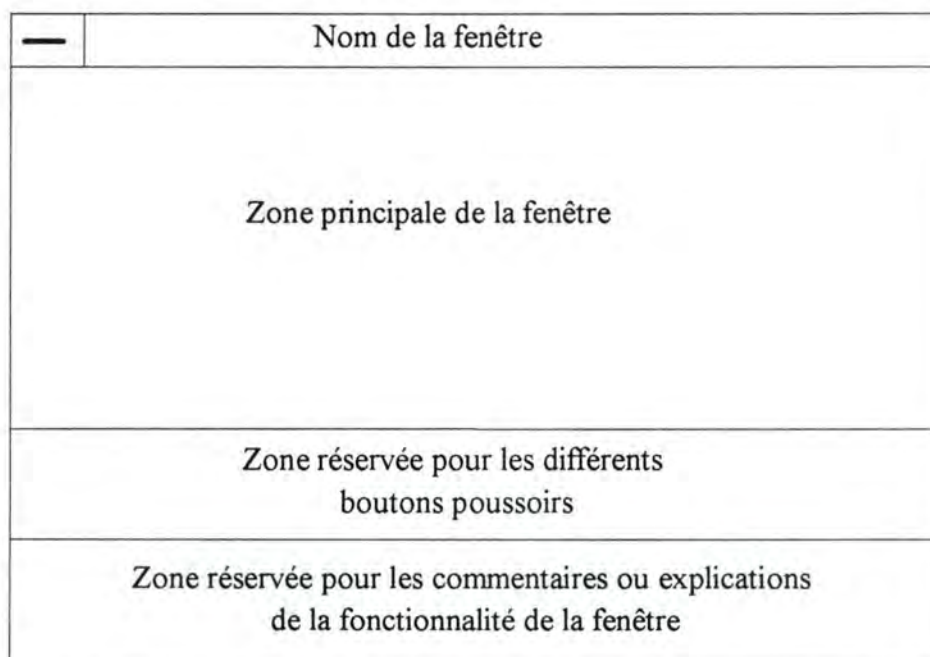 Nom de la fenêtre
Zone principale de la fenêtre
Zone réservée pour les différents
boutons poussoirs
Zone réservée pour les commentaires ou explications
de la fonctionnalité de la fenêtre